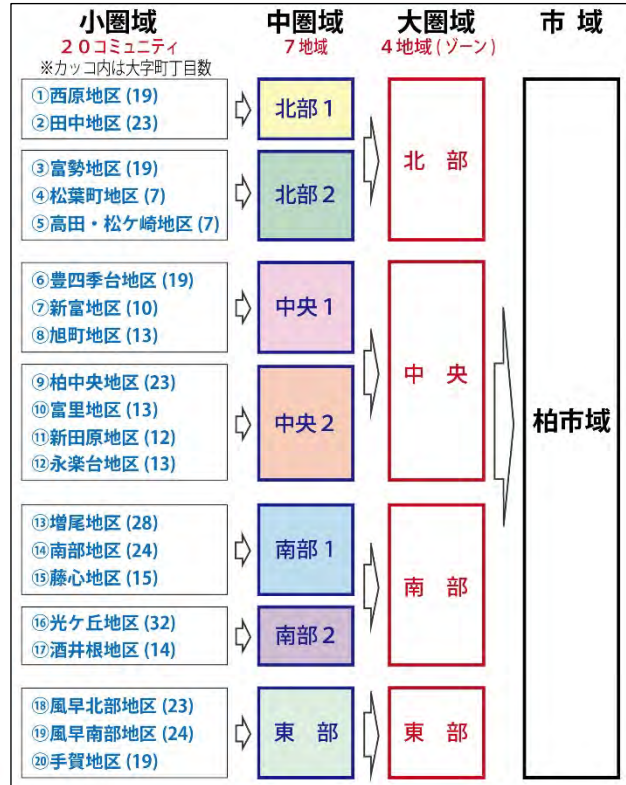 小圏域
２０コミュニティ
※カッコ内は大字町丁目数
中圏域
７地域
大圏域
４地域(ゾーン)
市域
①西原地区(19)
②田中地区(23)
北部１
③富勢地区(19)
④松葉町地区(7)
⑤高田・松ケ崎地区(7)
北部２
北部
⑥豊四季台地区(19)
⑦新富地区(10)
⑧旭町地区(13)
中央１
⑨柏中央地区(23)
⑩富里地区(13)
⑪新田原地区(12)
⑫永楽台地区(13)
中央２
中央
⑬増尾地区(28)
⑭南部地区(24)
⑮藤心地区(15)
南部１
⑯光ケ丘地区(32)
⑰酒井根地区(14)
南部２
南部
⑱風早北部地区(23)
⑲風早南部地区(24)
⑳手賀地区(19)
東部
東部
柏市域